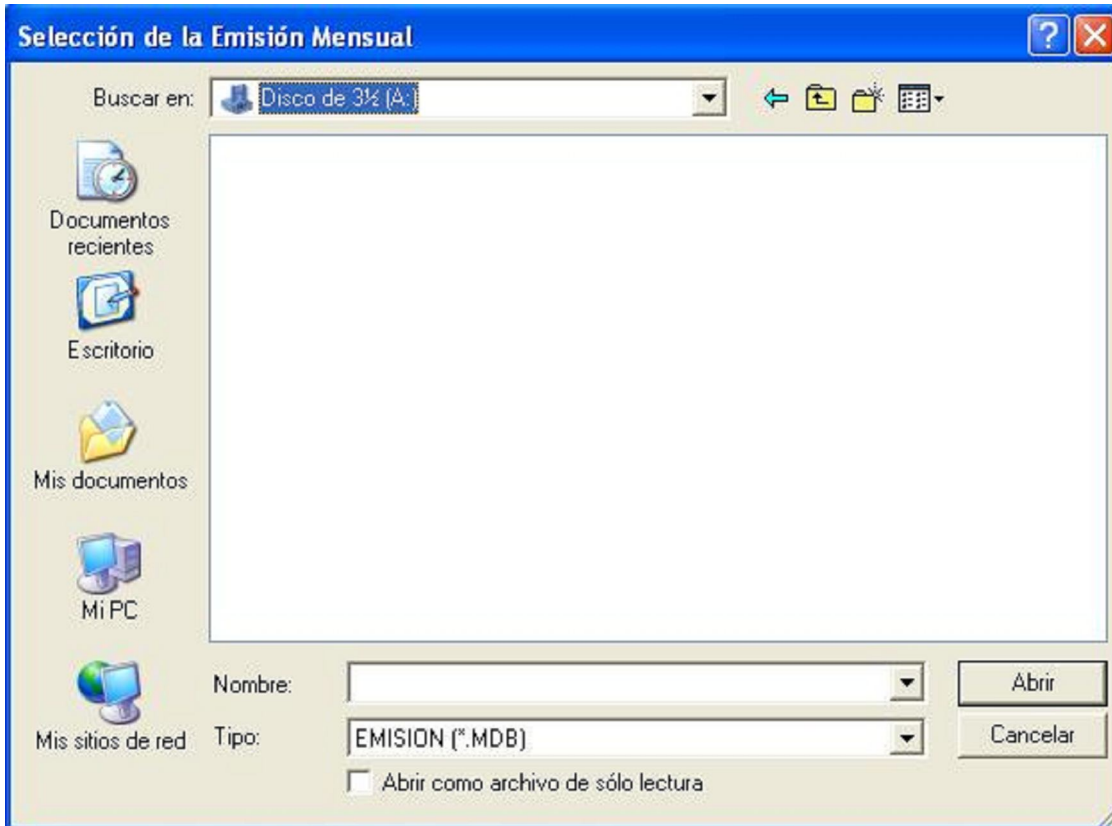 Selección de la Emisión Mensual
Buscar en:
Disco de 3½ (A:)
Documentos
recientes
Escritorio
Mis documentos
Mi PC
Mis sitios de red
Nombre:
Abrir
Tipo:
EMISION (*.MDB)
Cancelar
Abrir como archivo de sólo lectura